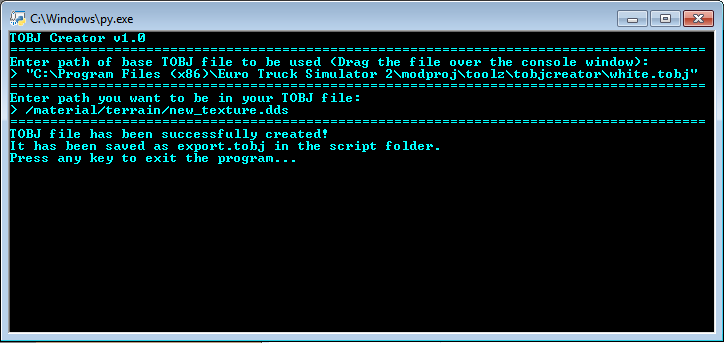 C:\Windows\py.exe
TOBJ Creator v1.0
=======================================================================================
Enter path of base TOBJ file to be used (Drag the file over the console window):
> "C:\Program Files (x86)\Euro Truck Simulator 2\modproj\toolz\tobjcreator\white.tobj"
=======================================================================================
Enter path you want to be in your TOBJ file:
> /material/terrain/new_texture.dds
=======================================================================================
TOBJ file has been successfully created!
It has been saved as export.tobj in the script folder.
Press any key to exit the program...